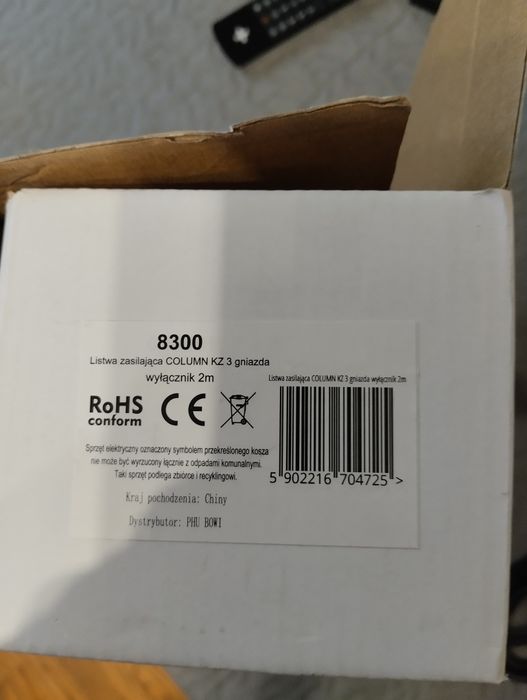 8300
Listwa zasilająca COLUMN KZ 3 gniazda
wyłącznik 2m
Listwa zasilająca COLUMN KZ 3 gniazda wyłącznik 2m
RoHS
conform
CE
Sprzęt elektryczny oznaczony symbolem przekreślonego kosza
nie może być wyrzucony łącznie z odpadami komunalnymi.
Taki sprzęt podlega zbiórce i recyklingowi.
5 902216 704725 >
Kraj pochodzenia: Chiny
Dystrybutor: PHU BOWI